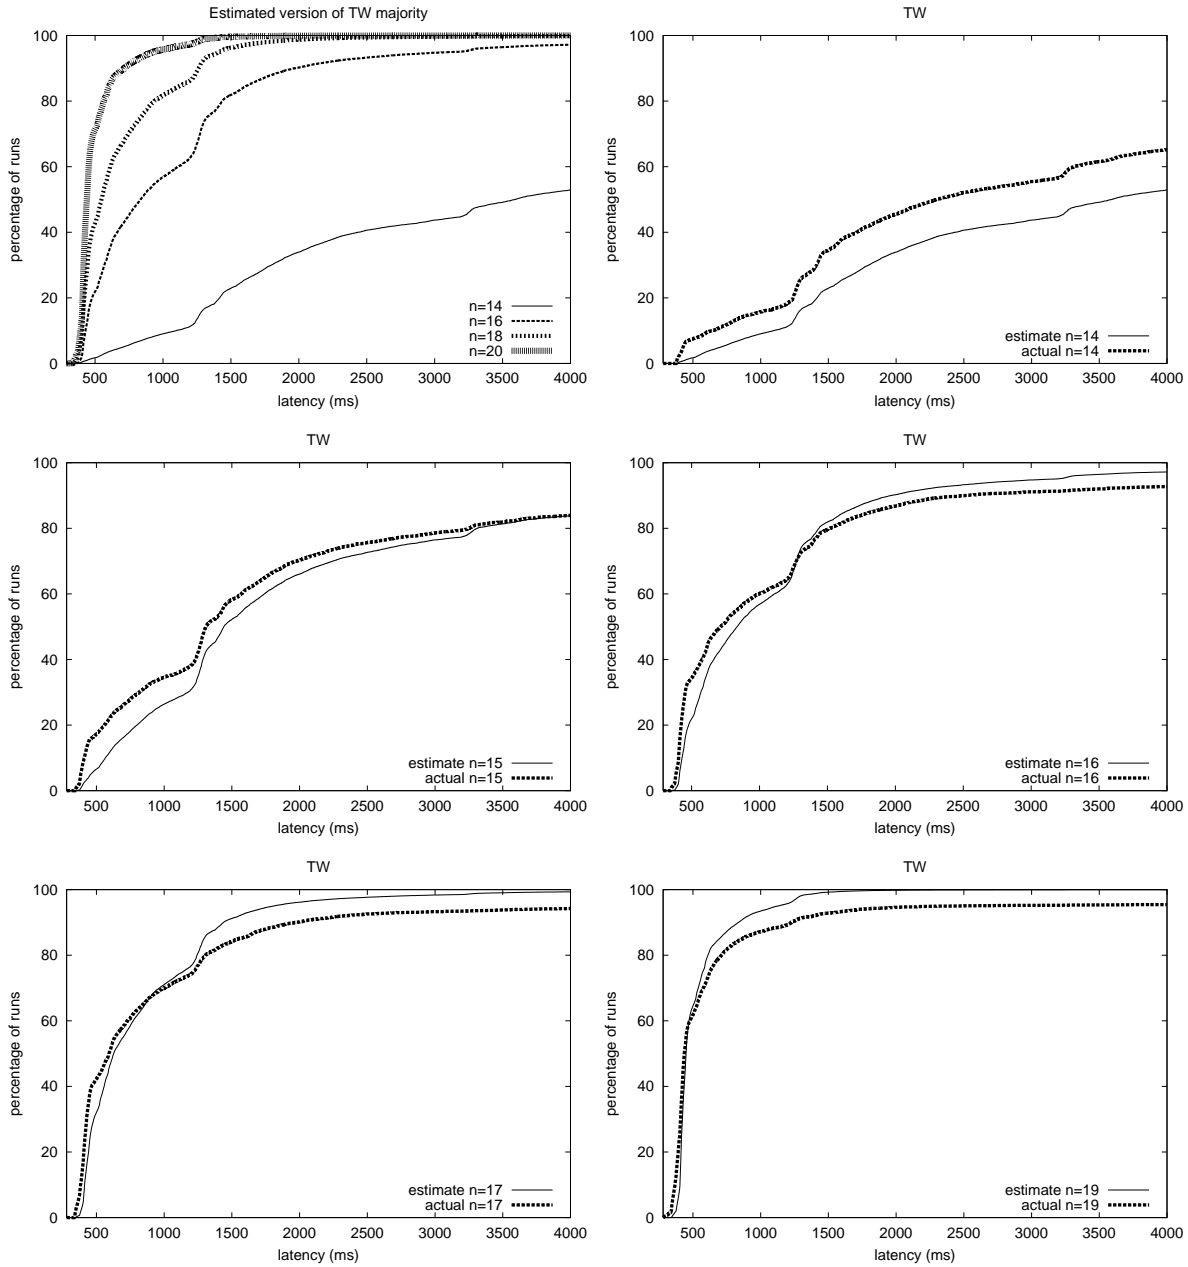 Estimated version of TW majority
percentage of runs
100
80
60
40
20
0
n=14
n=16
n=18
n=20
500 1000 1500 2000 2500 3000 3500 4000
latency (ms)
TW
percentage of runs
100
80
60
40
20
0
estimate n=14
actual n=14
500 1000 1500 2000 2500 3000 3500 4000
latency (ms)
TW
percentage of runs
100
80
60
40
20
0
estimate n=15
actual n=15
500 1000 1500 2000 2500 3000 3500 4000
latency (ms)
TW
percentage of runs
100
80
60
40
20
0
estimate n=16
actual n=16
500 1000 1500 2000 2500 3000 3500 4000
latency (ms)
TW
percentage of runs
100
80
60
40
20
0
estimate n=17
actual n=17
500 1000 1500 2000 2500 3000 3500 4000
latency (ms)
TW
percentage of runs
100
80
60
40
20
0
estimate n=19
actual n=19
500 1000 1500 2000 2500 3000 3500 4000
latency (ms)